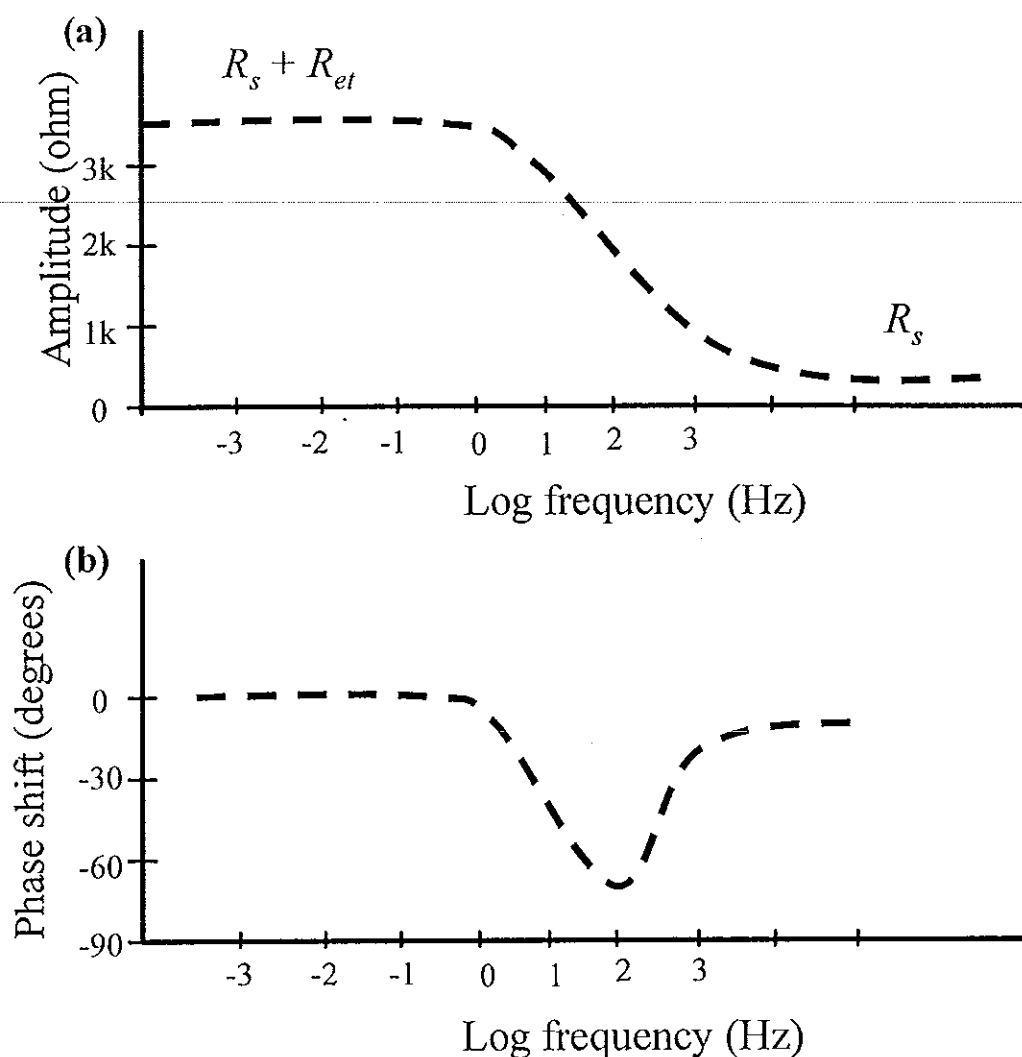 (a)
R_s + R_et
Amplitude (ohm)
3k
2k
1k
0
R_s
-3 -2 -1 0 1 2 3
Log frequency (Hz)
(b)
Phase shift (degrees)
0
-30
-60
-90
-3 -2 -1 0 1 2 3
Log frequency (Hz)